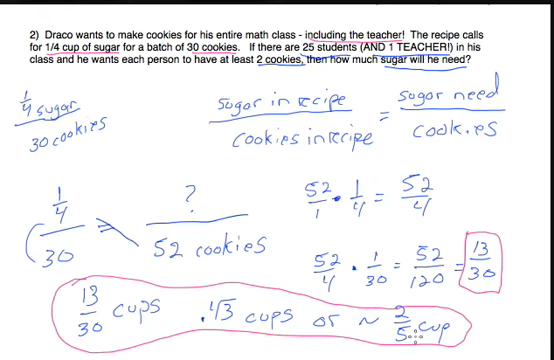 2) Draco wants to make cookies for his entire math class - including the teacher! The recipe calls
for 1/4 cup of sugar for a batch of 30 cookies. If there are 25 students (AND 1 TEACHER!) in his
class and he wants each person to have at least 2 cookies, then how much sugar will he need?
1/4 sugar / 30 cookies
Sugar in recipe / Cookies in recipe = Sugar need / Cookies
1/4 / 30 = ? / 52 cookies
52/1 · 1/4 = 52/4
52/4 · 1/30 = 52/120 = 13/30
13/30 cups .43 cups or ~ 2/5 cup